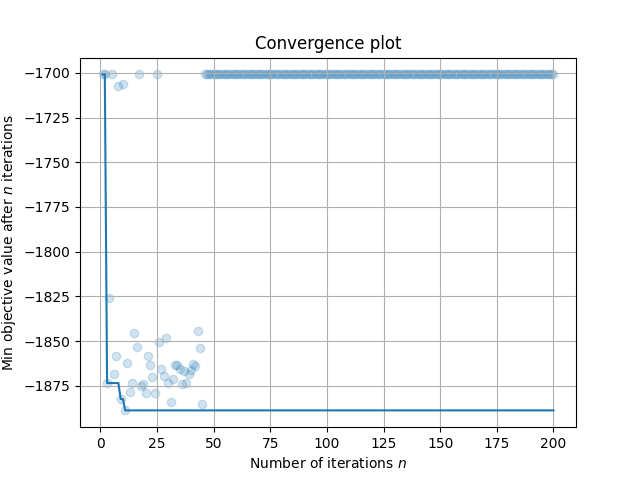 Convergence plot
Min objective value after n iterations
−1700
−1725
−1750
−1775
−1800
−1825
−1850
−1875
0 25 50 75 100 125 150 175 200
Number of iterations n